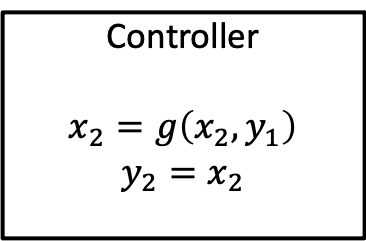 Controller
x₂ = g(x₂, y₁)
y₂ = x₂